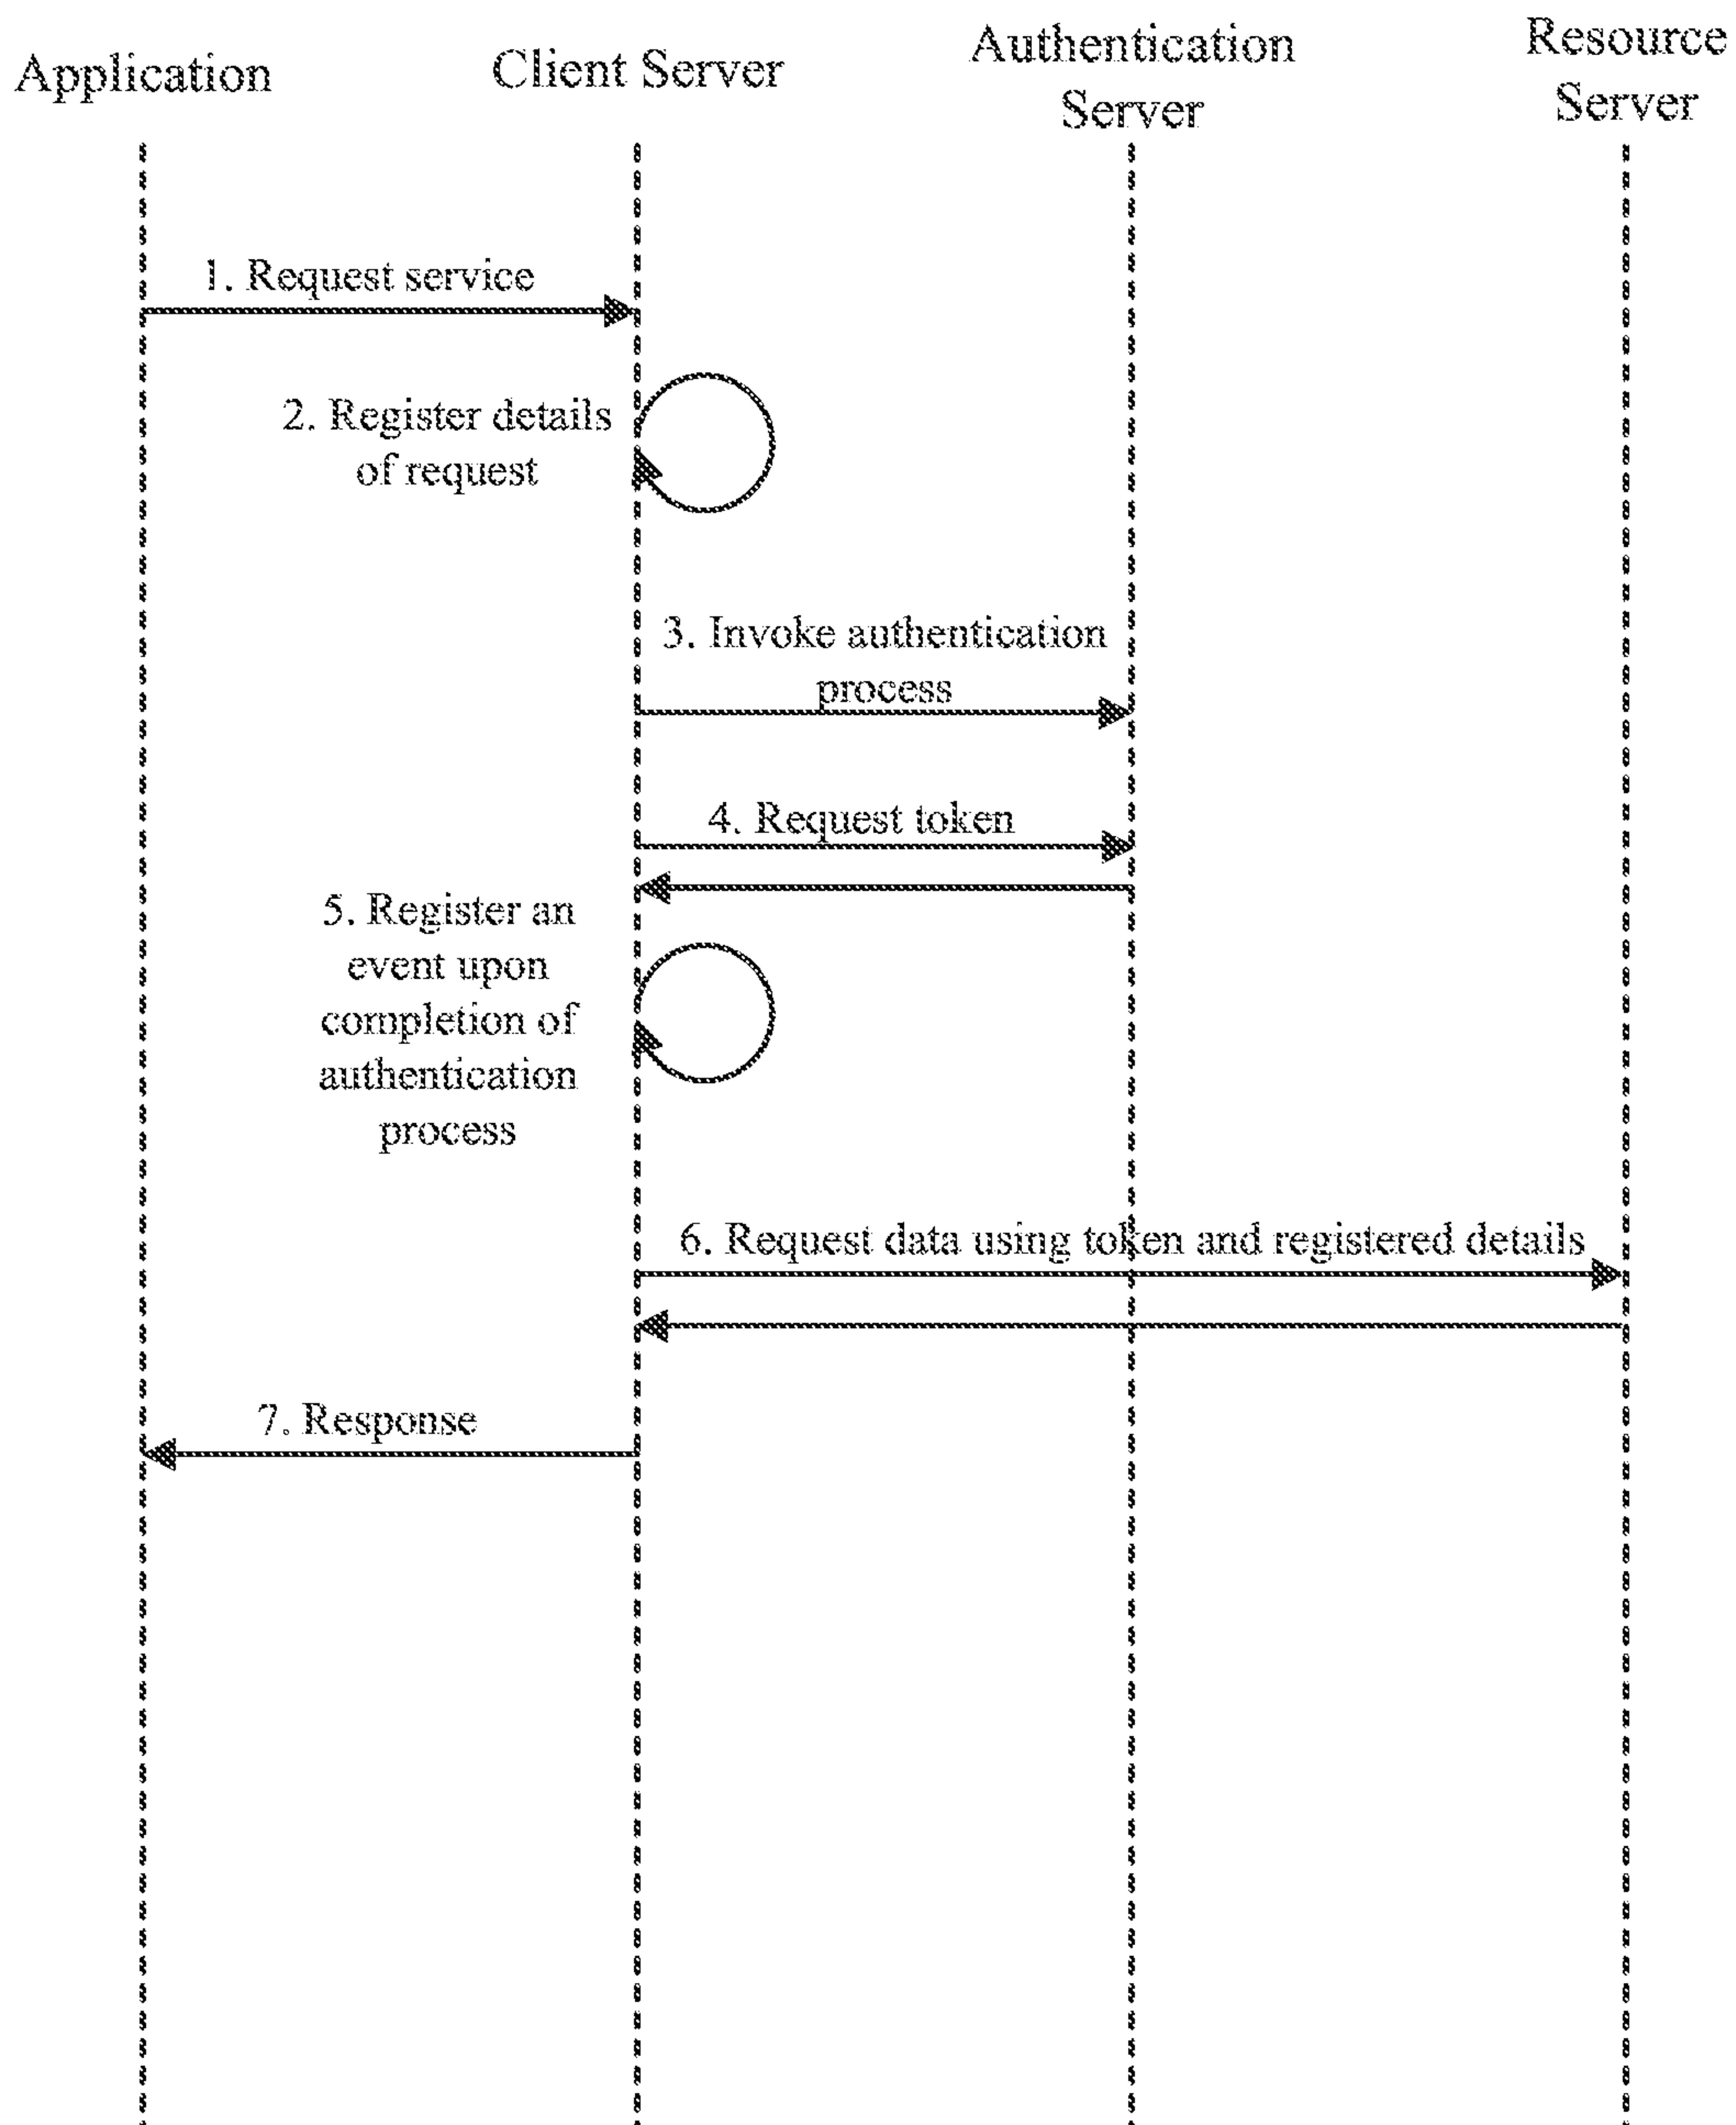 Application
Client Server
Authentication
Server
Resource
Server
1. Request service
2. Register details
of request
3. Invoke authentication
process
4. Request token
5. Register an
event upon
completion of
authentication
process
6. Request data using token and registered details
7. Response